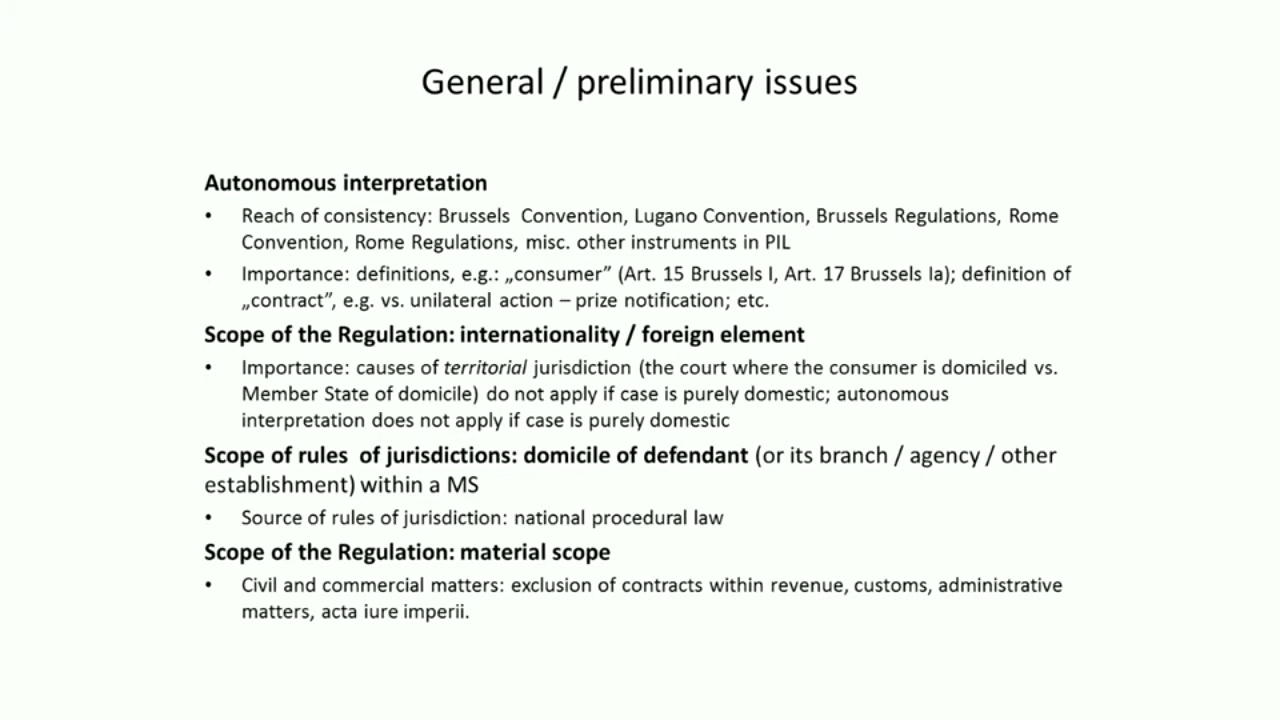 General / preliminary issues
Autonomous interpretation
• Reach of consistency: Brussels  Convention, Lugano Convention, Brussels Regulations, Rome
Convention, Rome Regulations, misc. other instruments in PIL
• Importance: definitions, e.g.: „consumer” (Art. 15 Brussels I, Art. 17 Brussels Ia); definition of
„contract”, e.g. vs. unilateral action – prize notification; etc.
Scope of the Regulation: internationality / foreign element
• Importance: causes of territorial jurisdiction (the court where the consumer is domiciled vs.
Member State of domicile) do not apply if case is purely domestic; autonomous
interpretation does not apply if case is purely domestic
Scope of rules  of jurisdictions: domicile of defendant (or its branch / agency / other
establishment) within a MS
• Source of rules of jurisdiction: national procedural law
Scope of the Regulation: material scope
• Civil and commercial matters: exclusion of contracts within revenue, customs, administrative
matters, acta iure imperii.